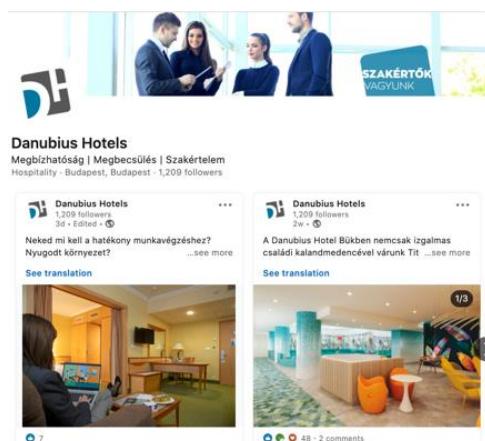 SZAKÉRTŐK
VAGYUNK
Danubius Hotels
Megbízhatóság | Megbecsülés | Szakértelem
Hospitality · Budapest, Budapest · 1,209 followers
Danubius Hotels
1,209 followers
3d • Edited •
Neked mi kell a hatékony munkavégzéshez?
Nyugodt környezet? ...see more
See translation
7
Danubius Hotels
1,209 followers
2w •
A Danubius Hotel Bükben nemcsak izgalmas
családi kalandmedencével várunk Tit ...see more
See translation
1/3
48 · 2 comments